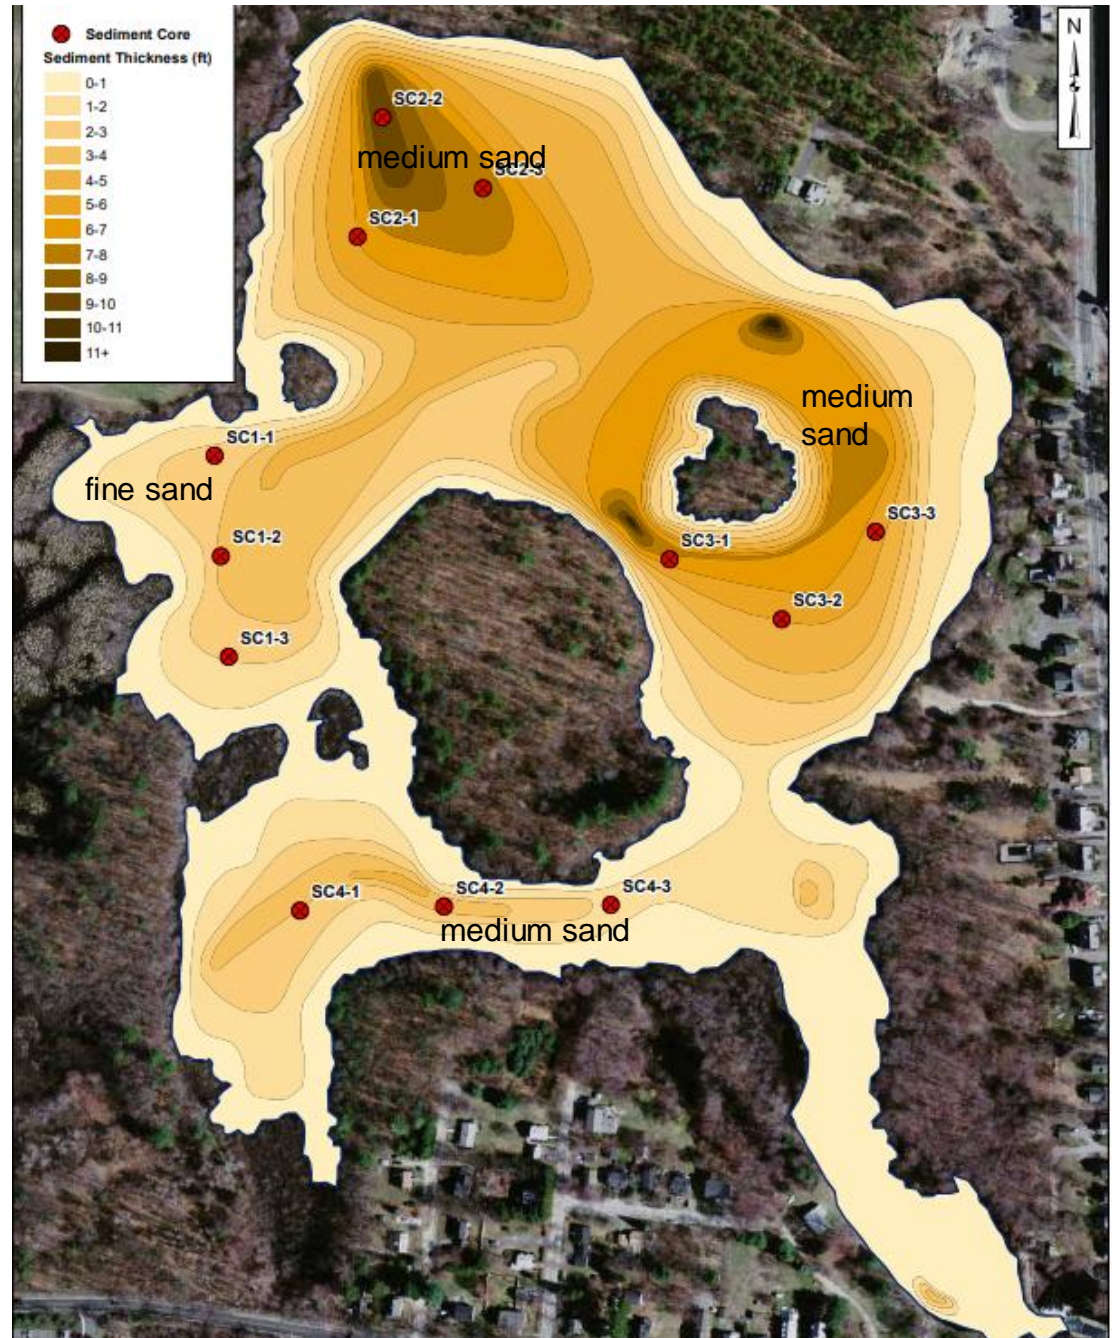 Sediment Core
Sediment Thickness (ft)
0-1
1-2
2-3
3-4
4-5
5-6
6-7
7-8
8-9
9-10
10-11
11+
N
SC2-2
medium sand
SC2-3
SC2-1
medium
sand
SC1-1
fine sand
SC3-3
SC1-2
SC3-1
SC3-2
SC1-3
SC4-1
SC4-2
SC4-3
medium sand